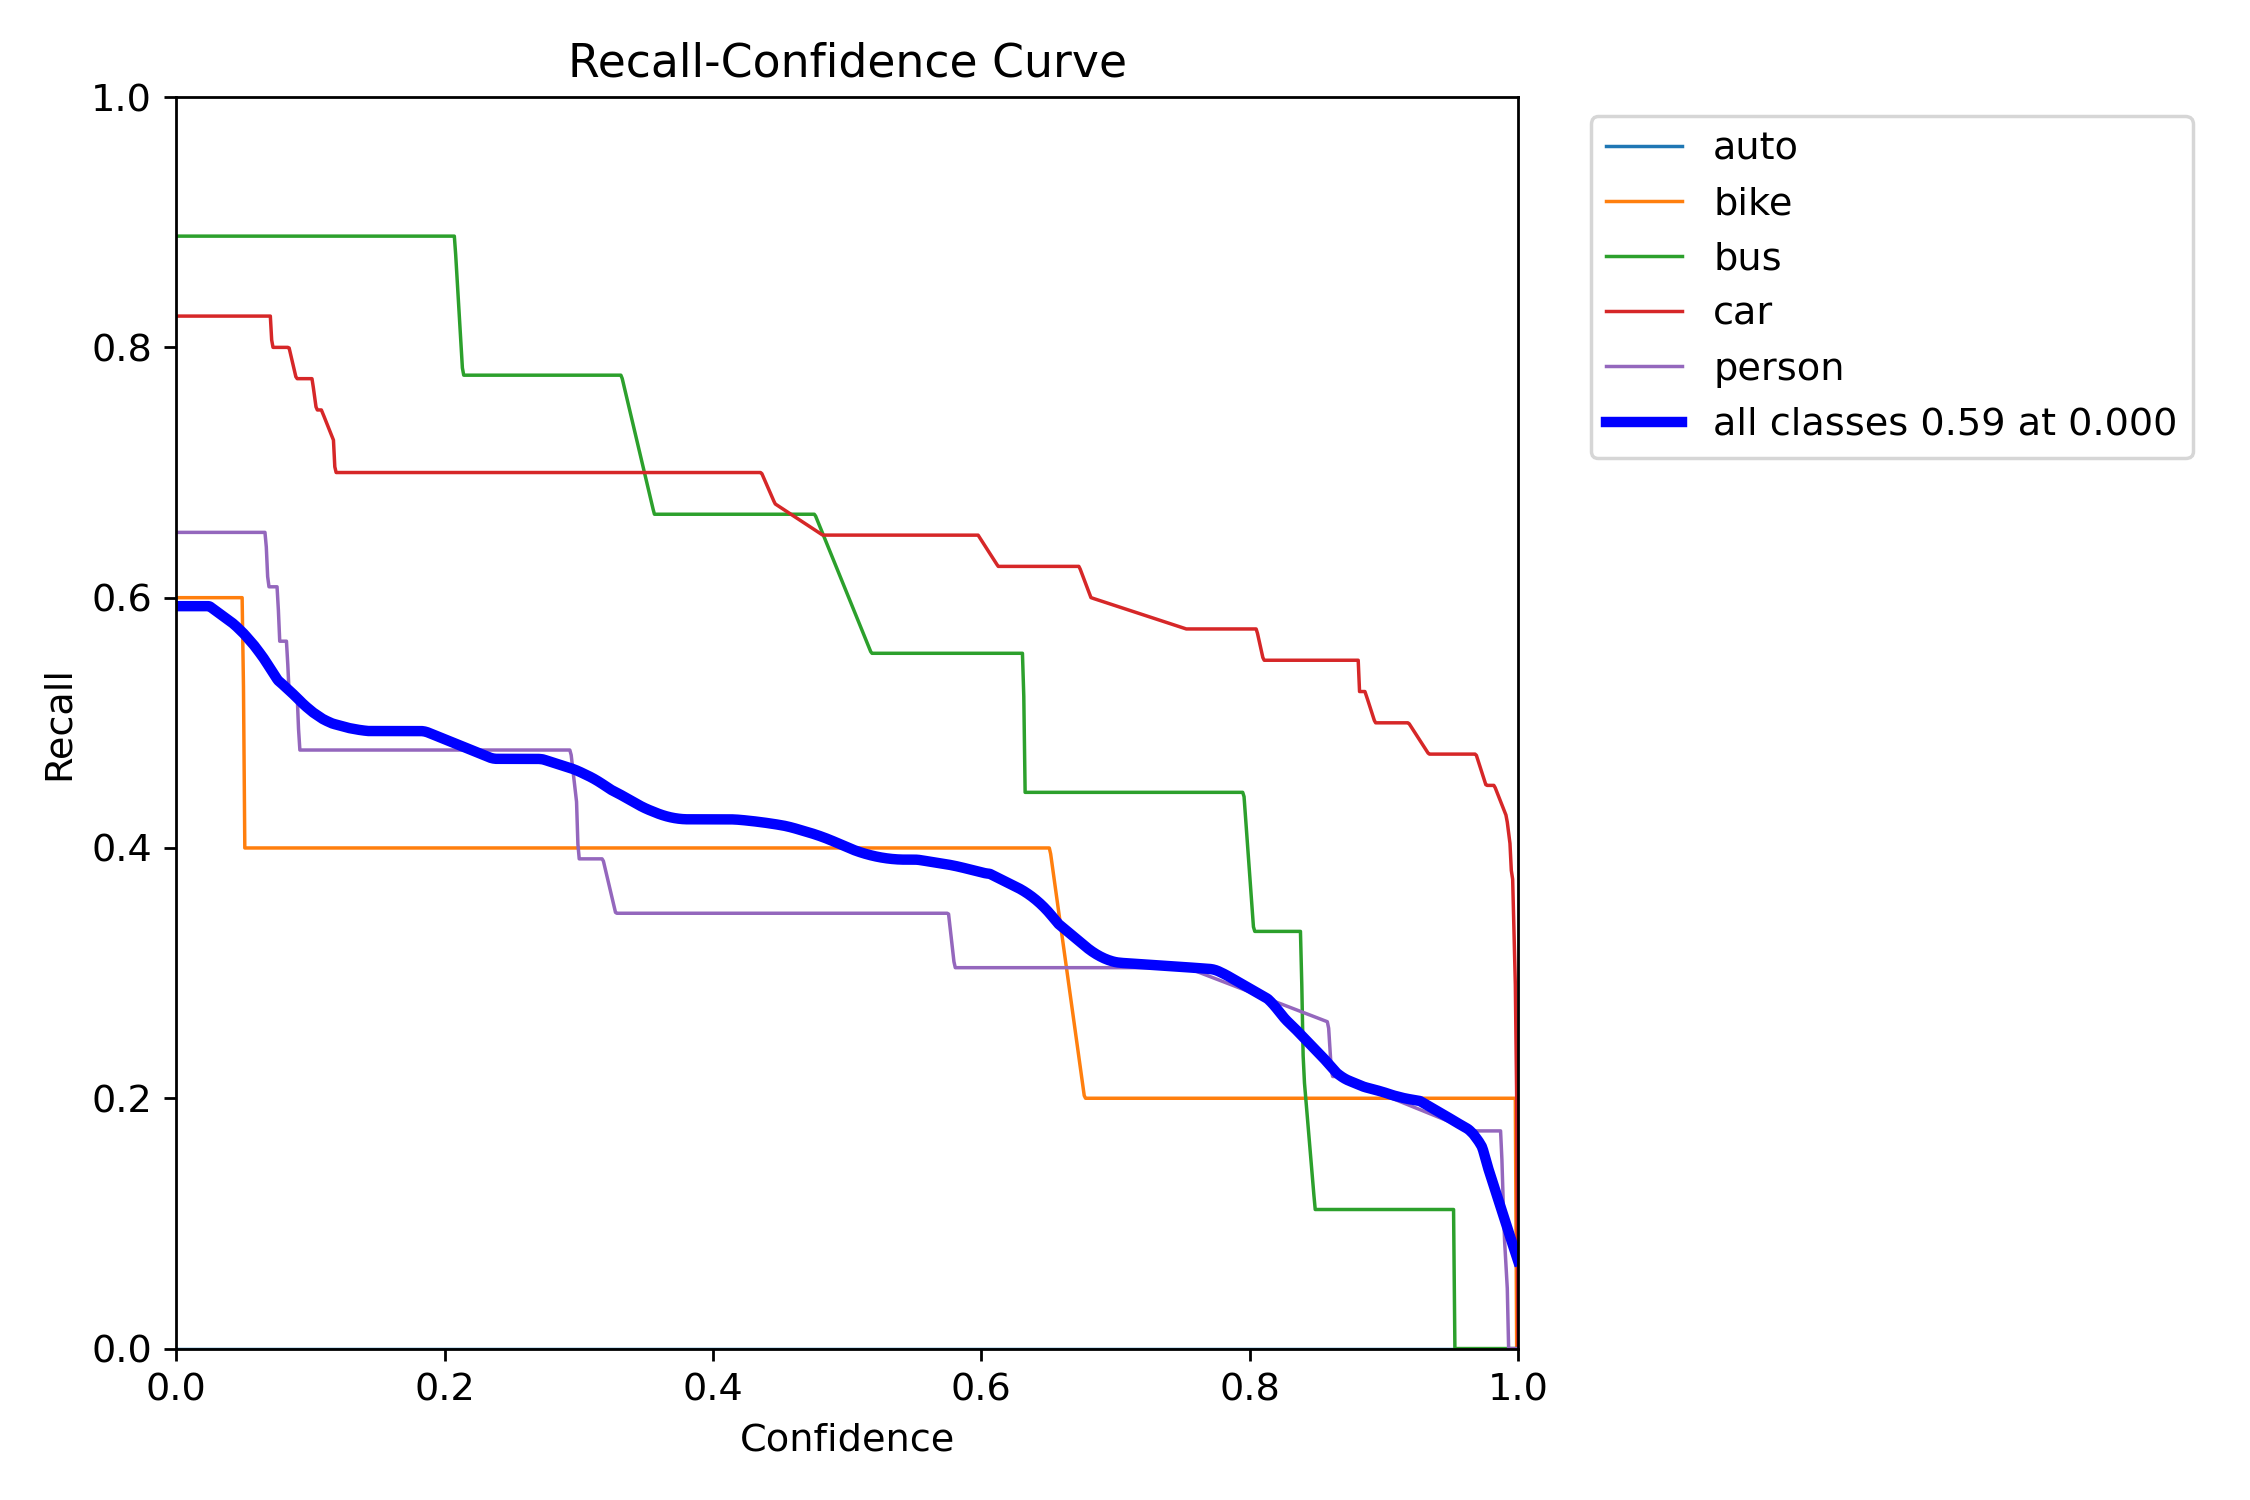 Recall-Confidence Curve
1.0
0.8
0.6
0.4
0.2
0.0
Recall
0.0 0.2 0.4 0.6 0.8 1.0
Confidence
auto
bike
bus
car
person
all classes 0.59 at 0.000